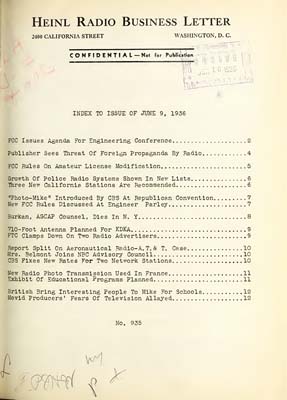 HEINL RADIO BUSINESS LETTER
2400 CALIFORNIA STREET WASHINGTON, D. C.
CONFIDENTIAL—Not for Publication
INDEX TO ISSUE OF JUNE 9, 1936
FCC Issues Agenda For Engineering Conference....................2
Publisher Sees Threat Of Foreign Propaganda By Radio............4
FCC Rules On Amateur License Modification.......................5
Growth Of Police Radio Systems Shown In New Lists...............6
Three New California Stations Are Recommended...................6
"Photo-Mike" Introduced By CBS At Republican Convention.........7
New FCC Rules Discussed At Engineer Parley......................7
Burkan, ASCAP Counsel, Dies In N. Y.............................8
710-Foot Antenna Planned For KDKA...............................9
FTC Clamps Down On Two Radio Advertisers........................9
Report Split On Aeronautical Radio-A.T.& T. Case................10
Mrs. Belmont Joins NBC Advisory Council.........................10
CBS Fixes New Rates For Two Network Stations....................10
New Radio Photo Transmission Used In France.....................11
Exhibit Of Educational Programs Planned.........................11
British Bring Interesting People To Mike For Schools............12
Movid Producers' Fears Of Television Allayed....................12
No. 935